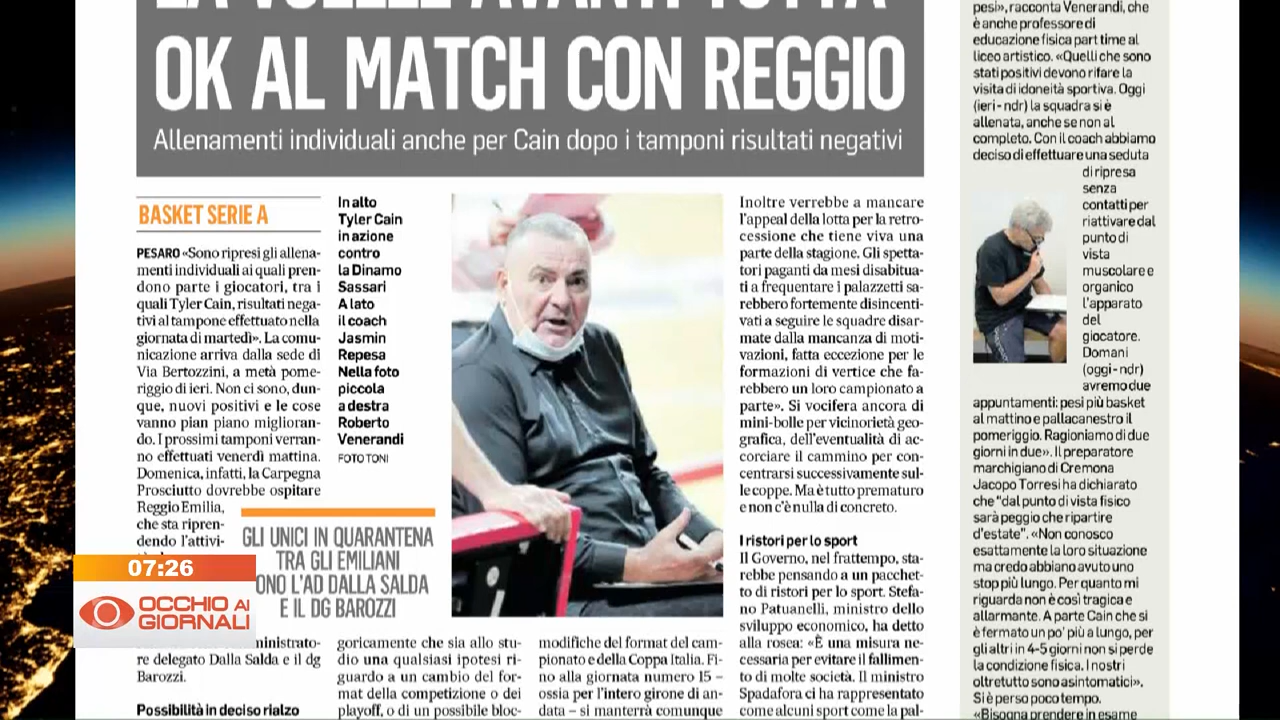 LA VUELLE AVANTI TUTTA
OK AL MATCH CON REGGIO
Allenamenti individuali anche per Cain dopo i tamponi risultati negativi
BASKET SERIE A
PESARO «Sono ripresi gli allena-
menti individuali ai quali pren-
dono parte i giocatori, tra i
quali Tyler Cain, risultati nega-
tivi al tampone effettuato nella
giornata di martedì». La comu-
nicazione arriva dalla sede di
Via Bertozzini, a metà pome-
riggio di ieri. Non ci sono, dun-
que, nuovi positivi e le cose
vanno pian piano miglioran-
do. I prossimi tamponi verran-
no effettuati venerdì mattina.
Domenica, infatti, la Carpegna
Prosciutto dovrebbe ospitare
Reggio Emilia,
che sta ripren-
dendo l'attivi-
ministrato-
re delegato Dalla Salda e il dg
Barozzi.
Possibilità in deciso rialzo
In alto
Tyler Cain
in azione
contro
la Dinamo
Sassari
A lato
il coach
Jasmin
Repesa
Nella foto
piccola
a destra
Roberto
Venerandi
FOTO TONI
GLI UNICI IN QUARANTENA
TRA GLI EMILIANI
ONO L'AD DALLA SALDA
E IL DG BAROZZI
goricamente che sia allo stu-
dio una qualsiasi ipotesi ri-
guardo a un cambio del for-
mat della competizione o dei
playoff, o di un possibile bloc-
modifiche del format del cam-
pionato e della Coppa Italia. Fi-
no alla giornata numero 15 –
ossia per l'intero girone di an-
data – si manterrà comunque
Inoltre verrebbe a mancare
l'appeal della lotta per la retro-
cessione che tiene viva una
parte della stagione. Gli spetta-
tori paganti da mesi disabitua-
ti a frequentare i palazzetti sa-
rebbero fortemente disincenti-
vati a seguire le squadre disar-
mate dalla mancanza di moti-
vazioni, fatta eccezione per le
formazioni di vertice che fa-
rebbero un loro campionato a
parte». Si vocifera ancora di
mini-bolle per vicinorietà geo-
grafica, dell'eventualità di ac-
corciare il cammino per con-
centrarsi successivamente sul-
le coppe. Ma è tutto prematuro
e non c'è nulla di concreto.
I ristori per lo sport
Il Governo, nel frattempo, sta-
rebbe pensando a un pacchet-
to di ristori per lo sport. Stefa-
no Patuanelli, ministro dello
sviluppo economico, ha detto
alla rosea: «È una misura ne-
cessaria per evitare il fallimen-
to di molte società. Il ministro
Spadafora ci ha rappresentato
come alcuni sport come la pal-
pesi», racconta Venerandi, che
è anche professore di
educazione fisica part time al
liceo artistico. «Quelli che sono
stati positivi devono rifare la
visita di idoneità sportiva. Oggi
(ieri - ndr) la squadra si è
allenata, anche se non al
completo. Con il coach abbiamo
deciso di effettuare una seduta
di ripresa
senza
contatti per
riattivare dal
punto di
vista
muscolare e
organico
l'apparato
del
giocatore.
Domani
(oggi - ndr)
avremo due
appuntamenti: pesi più basket
al mattino e pallacanestro il
pomeriggio. Ragioniamo di due
giorni in due». Il preparatore
marchigiano di Cremona
Jacopo Torresi ha dichiarato
che "dal punto di vista fisico
sarà peggio che ripartire
d'estate". «Non conosco
esattamente la loro situazione
ma credo abbiano avuto uno
stop più lungo. Per quanto mi
riguarda non è così tragica e
allarmante. A parte Cain che si
è fermato un po' più a lungo, per
gli altri in 4-5 giorni non si perde
la condizione fisica. I nostri
oltretutto sono asintomatici».
Si è perso poco tempo.
«Bisogna prendere in esame
07:26
OCCHIO AI
GIORNALI